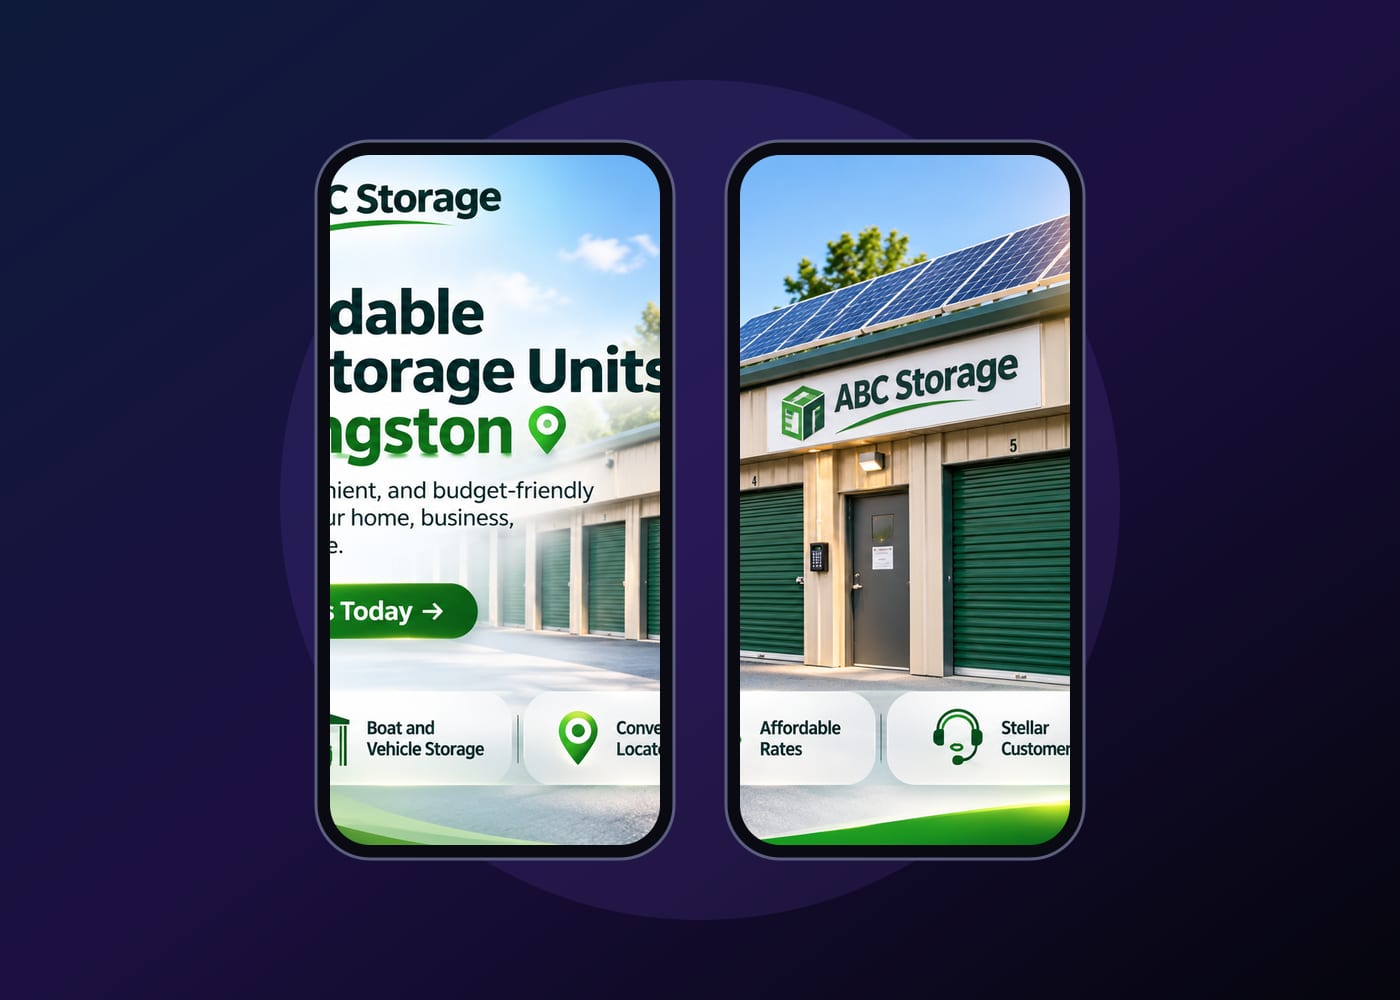 C Storage
dable
torage Units
ngston
nient, and budget-friendly
ur home, business,
e.
s Today →
Boat and
Vehicle Storage
Conve
Locat
ABC Storage
4
5
Affordable
Rates
Stellar
Customer